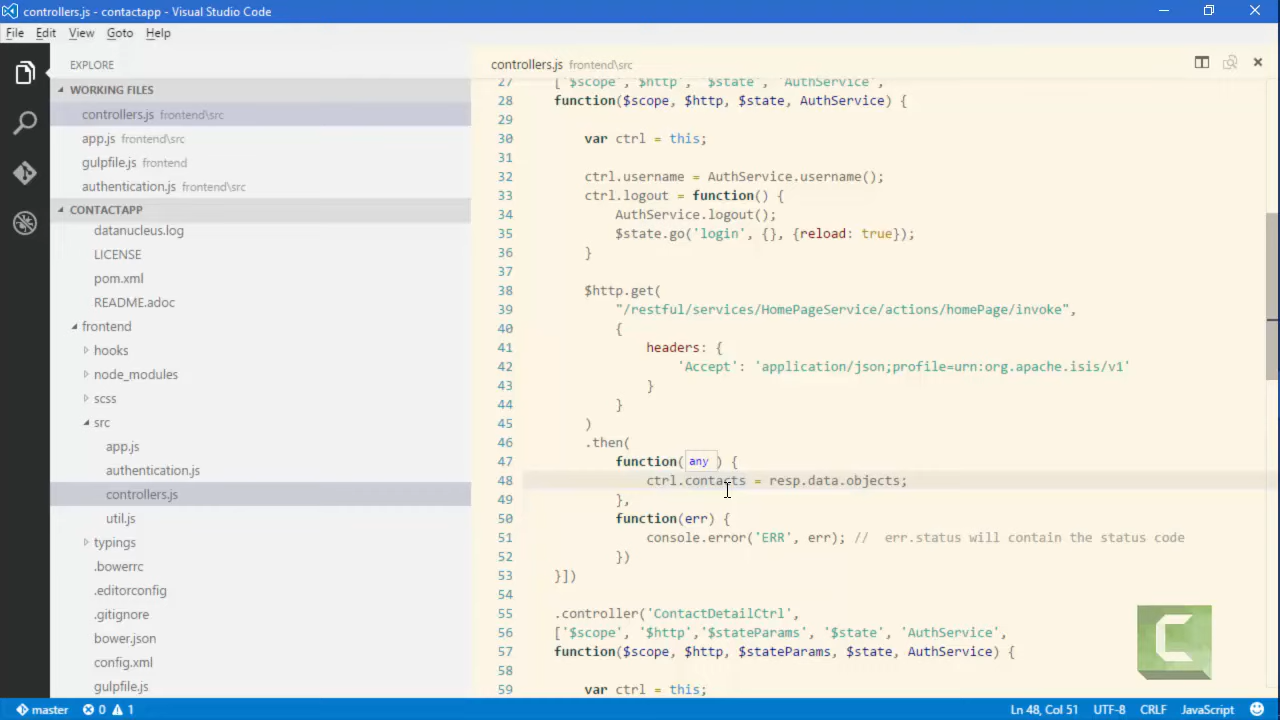 controllers.js - contactapp - Visual Studio Code
File Edit View Goto Help
EXPLORE
WORKING FILES
controllers.js frontend\src
app.js frontend\src
gulpfile.js frontend
authentication.js frontend\src
CONTACTAPP
datanucleus.log
LICENSE
pom.xml
README.adoc
frontend
hooks
node_modules
scss
src
app.js
authentication.js
controllers.js
util.js
typings
.bowerrc
.editorconfig
.gitignore
bower.json
config.xml
gulpfile.js
controllers.js frontend\src
27 ['$scope', '$http', '$state', 'AuthService',
28 function($scope, $http, $state, AuthService) {
29
30 var ctrl = this;
31
32 ctrl.username = AuthService.username();
33 ctrl.logout = function() {
34 AuthService.logout();
35 $state.go('login', {}, {reload: true});
36 }
37
38 $http.get(
39 "/restful/services/HomePageService/actions/homePage/invoke",
40 {
41 headers: {
42 'Accept': 'application/json;profile=urn:org.apache.isis/v1'
43 }
44 }
45 )
46 .then(
47 function( any ) {
48 ctrl.contacts = resp.data.objects;
49 },
50 function(err) {
51 console.error('ERR', err); // err.status will contain the status code
52 })
53 }])
54
55 .controller('ContactDetailCtrl',
56 ['$scope', '$http','$stateParams', '$state', 'AuthService',
57 function($scope, $http, $stateParams, $state, AuthService) {
58
59 var ctrl = this;
master 0 1 Ln 48, Col 51 UTF-8 CRLF JavaScript